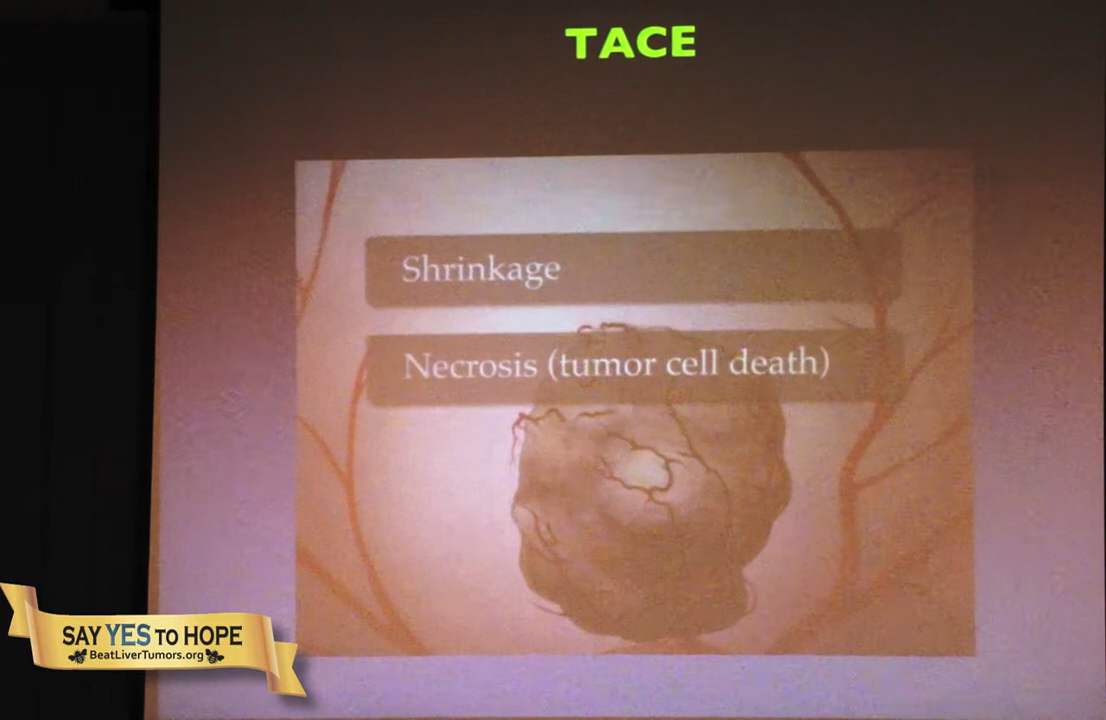 TACE
Shrinkage
Necrosis (tumor cell death)
SAY YES TO HOPE
BeatLiverTumors.org